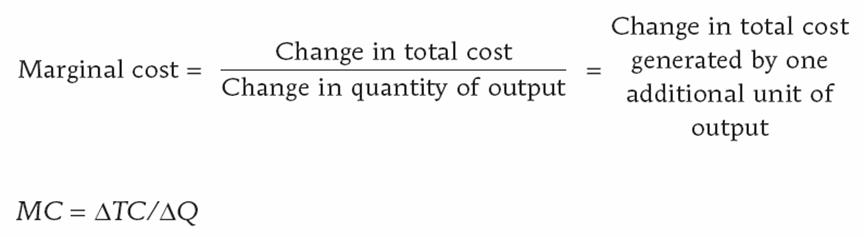 Marginal cost = Change in total cost / Change in quantity of output = Change in total cost
generated by one
additional unit of
output
MC = ΔTC/ΔQ